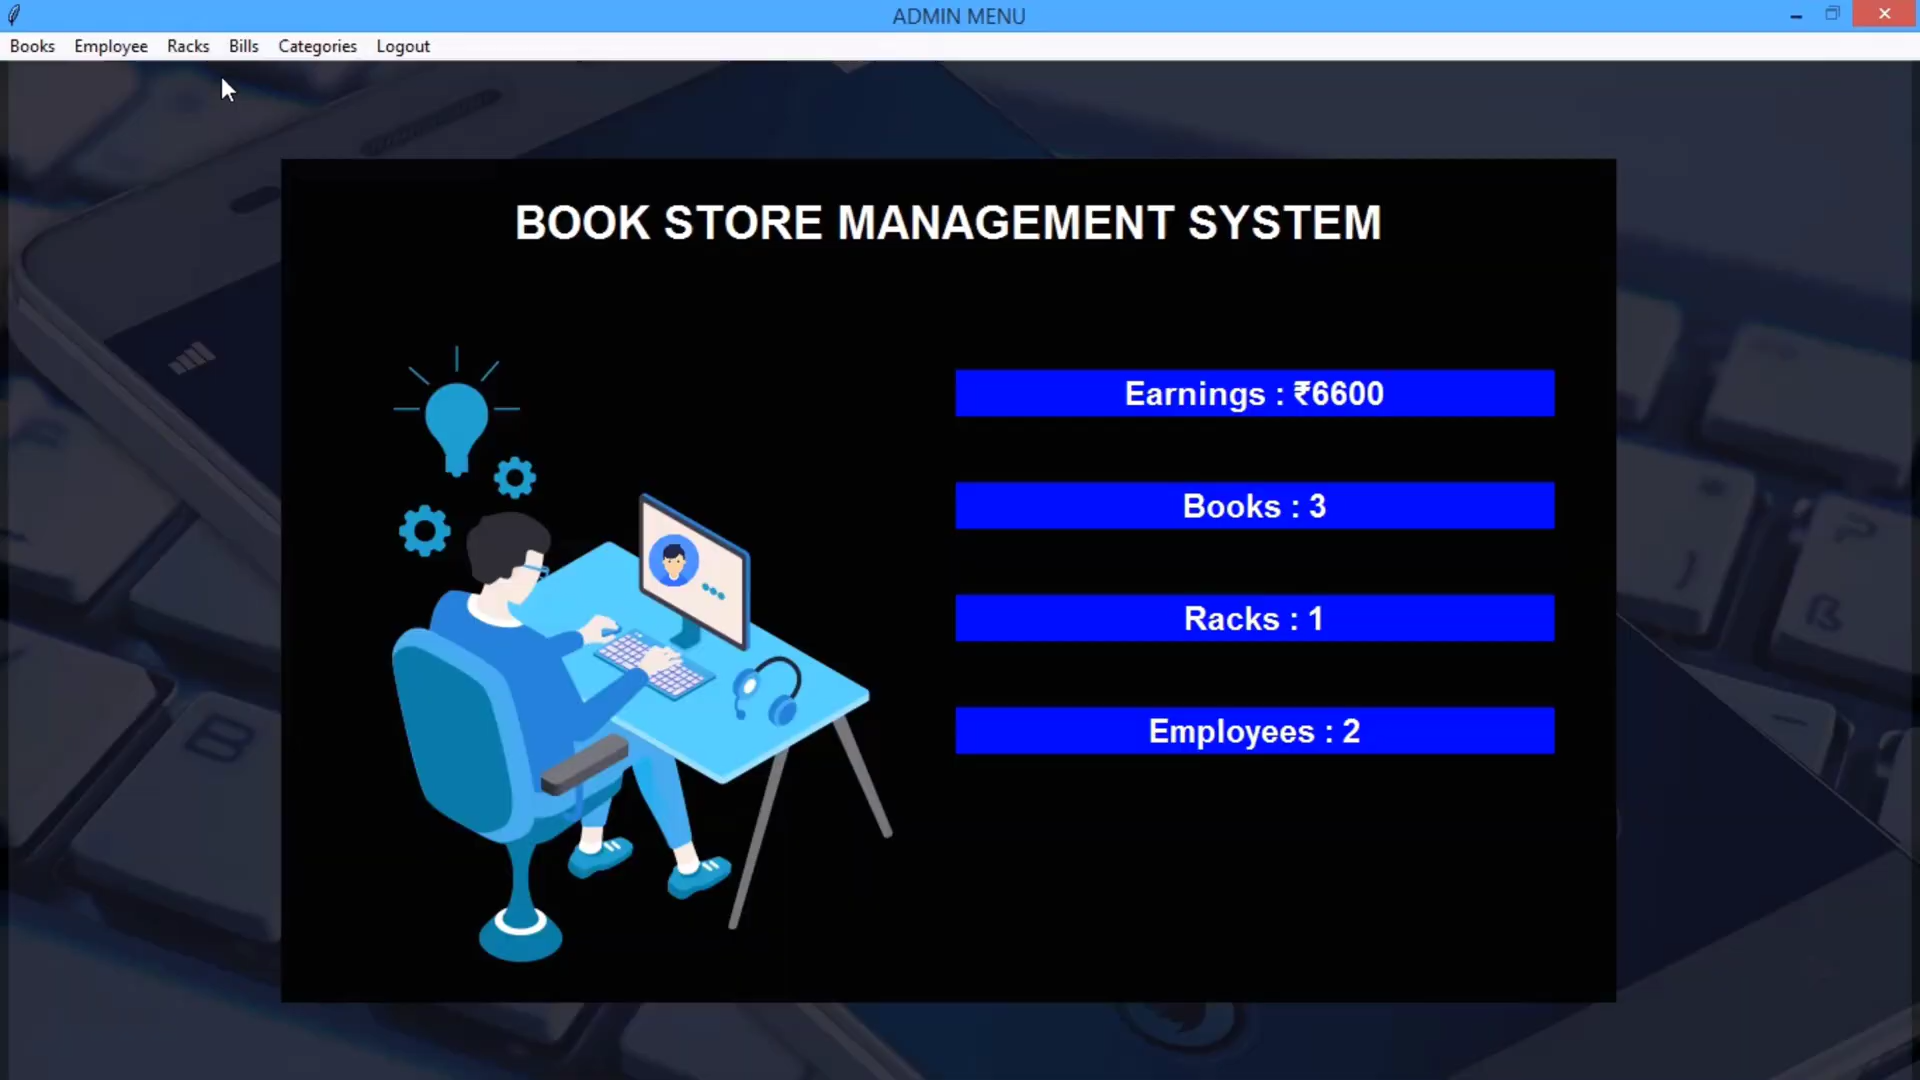 ADMIN MENU
Books Employee Racks Bills Categories Logout
BOOK STORE MANAGEMENT SYSTEM
Earnings : ₹6600
Books : 3
Racks : 1
Employees : 2